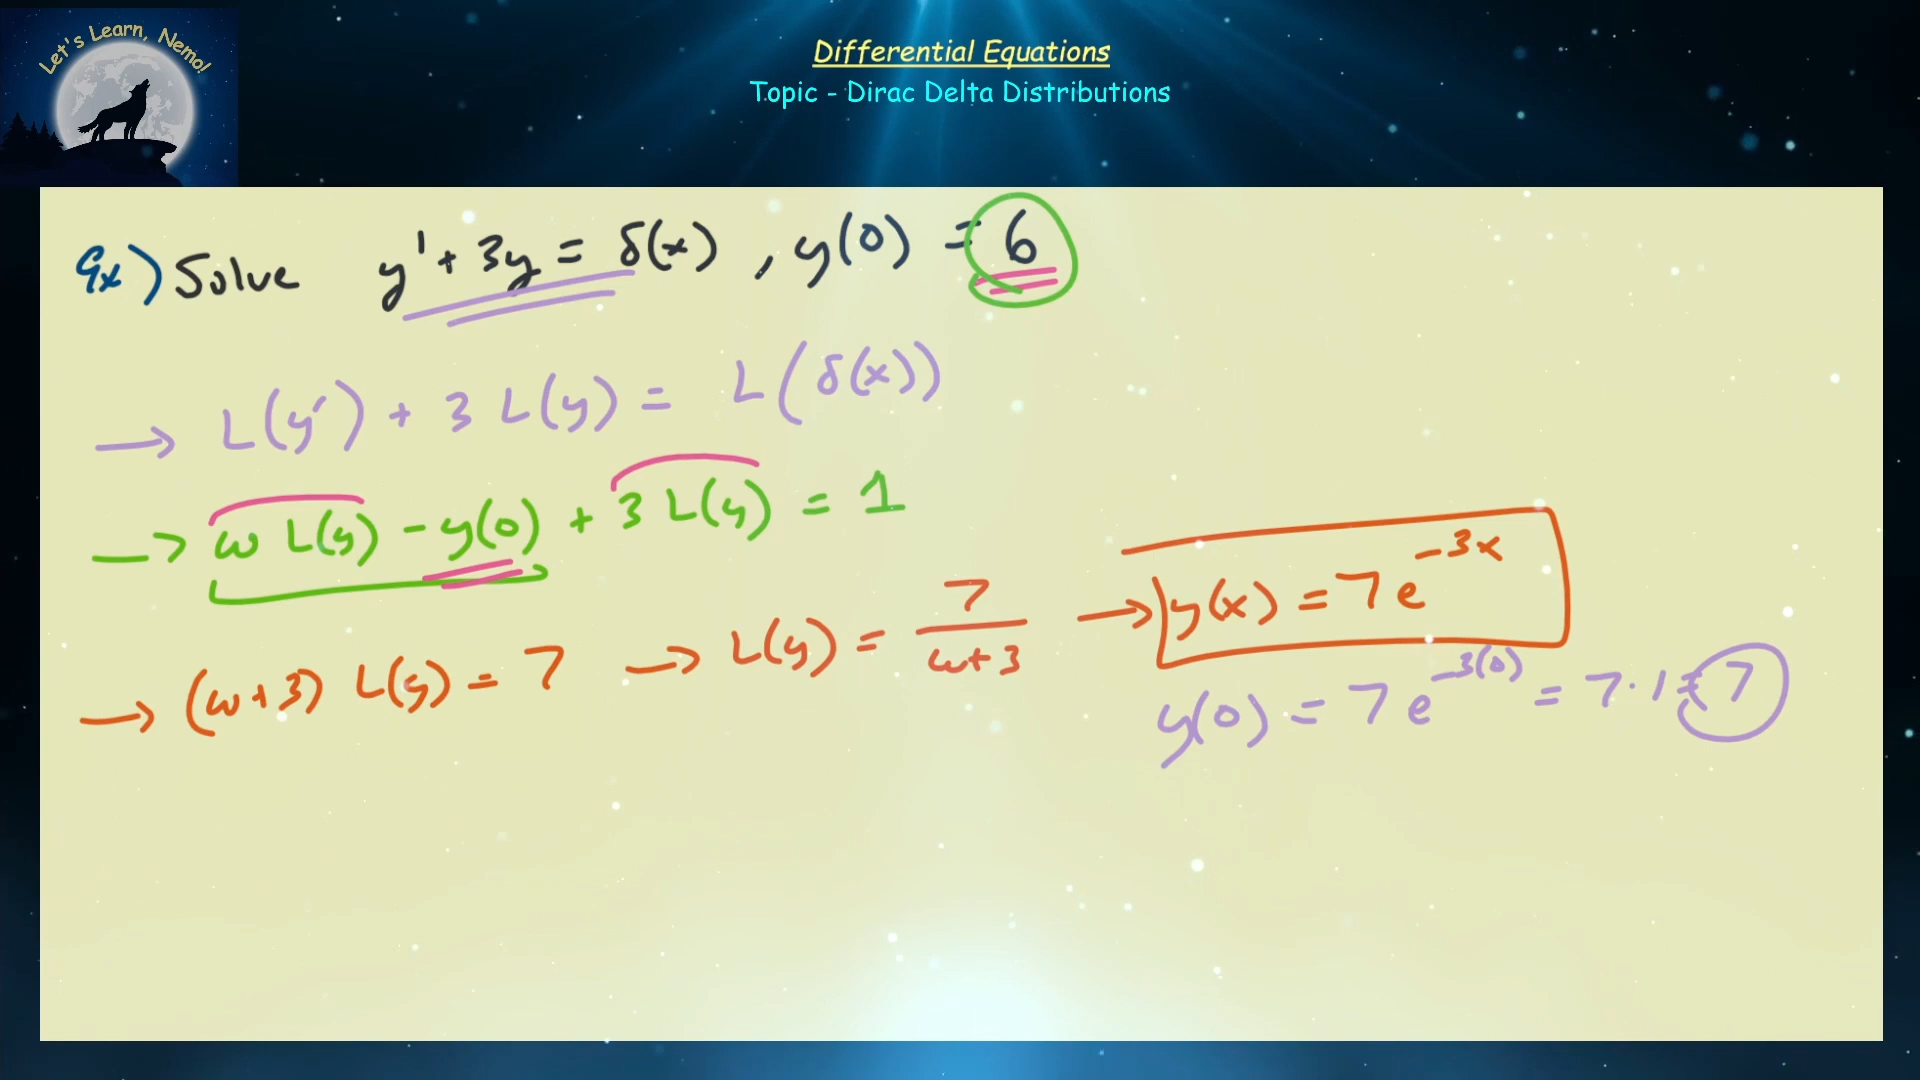 Let's Learn, Nemo!
Differential Equations
Topic - Dirac Delta Distributions
Ex) Solve y' + 3y = δ(x) , y(0) = 6
→ L(y') + 3 L(y) = L(δ(x))
→ ω L(y) - y(0) + 3 L(y) = 1
→ (ω+3) L(y) = 7 → L(y) = 7/(ω+3) → y(x) = 7e^{-3x}
y(0) = 7e^{-3(0)} = 7·1 = 7